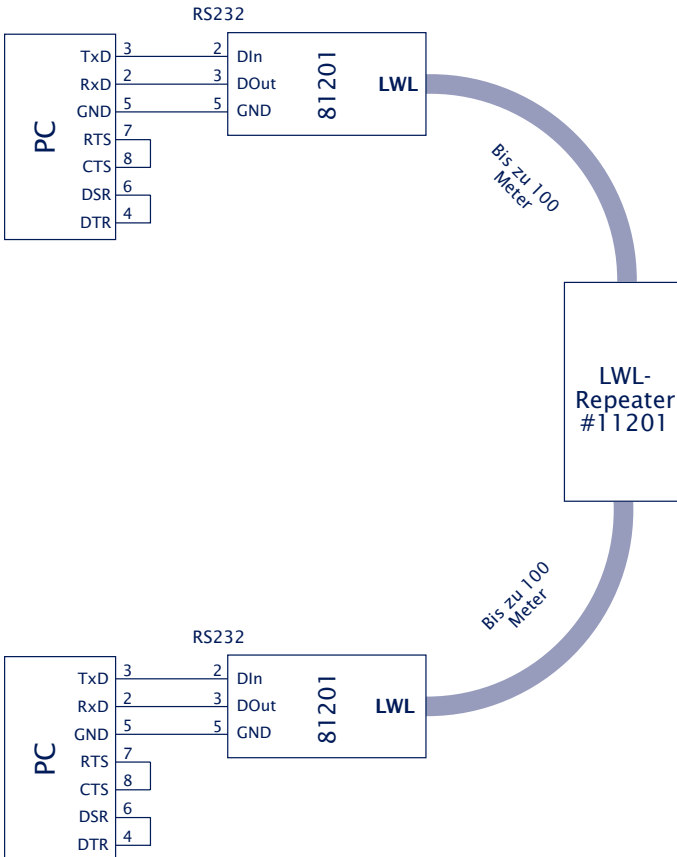 RS232
TxD 3 2 DIn
RxD 2 3 DOut
GND 5 5 GND
RTS 7
CTS 8
DSR 6
DTR 4
PC
81201
LWL
Bis zu 100
Meter
LWL-
Repeater
#11201
Bis zu 100
Meter
RS232
TxD 3 2 DIn
RxD 2 3 DOut
GND 5 5 GND
RTS 7
CTS 8
DSR 6
DTR 4
PC
81201
LWL